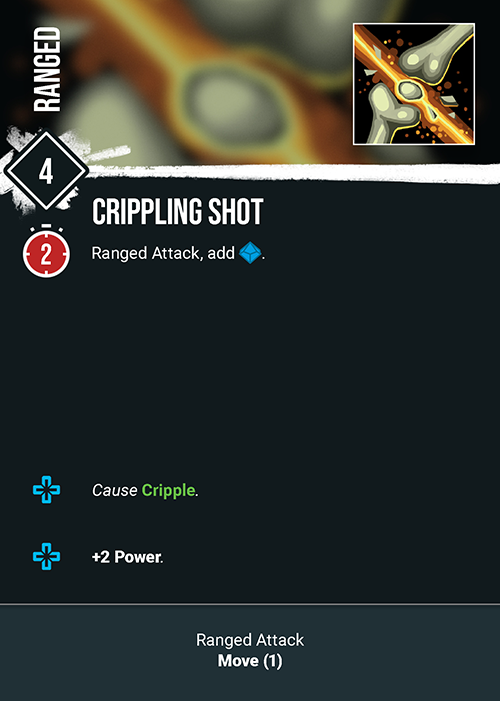 RANGED
4
CRIPPLING SHOT
2
Ranged Attack, add .
Cause Cripple.
+2 Power.
Ranged Attack
Move (1)